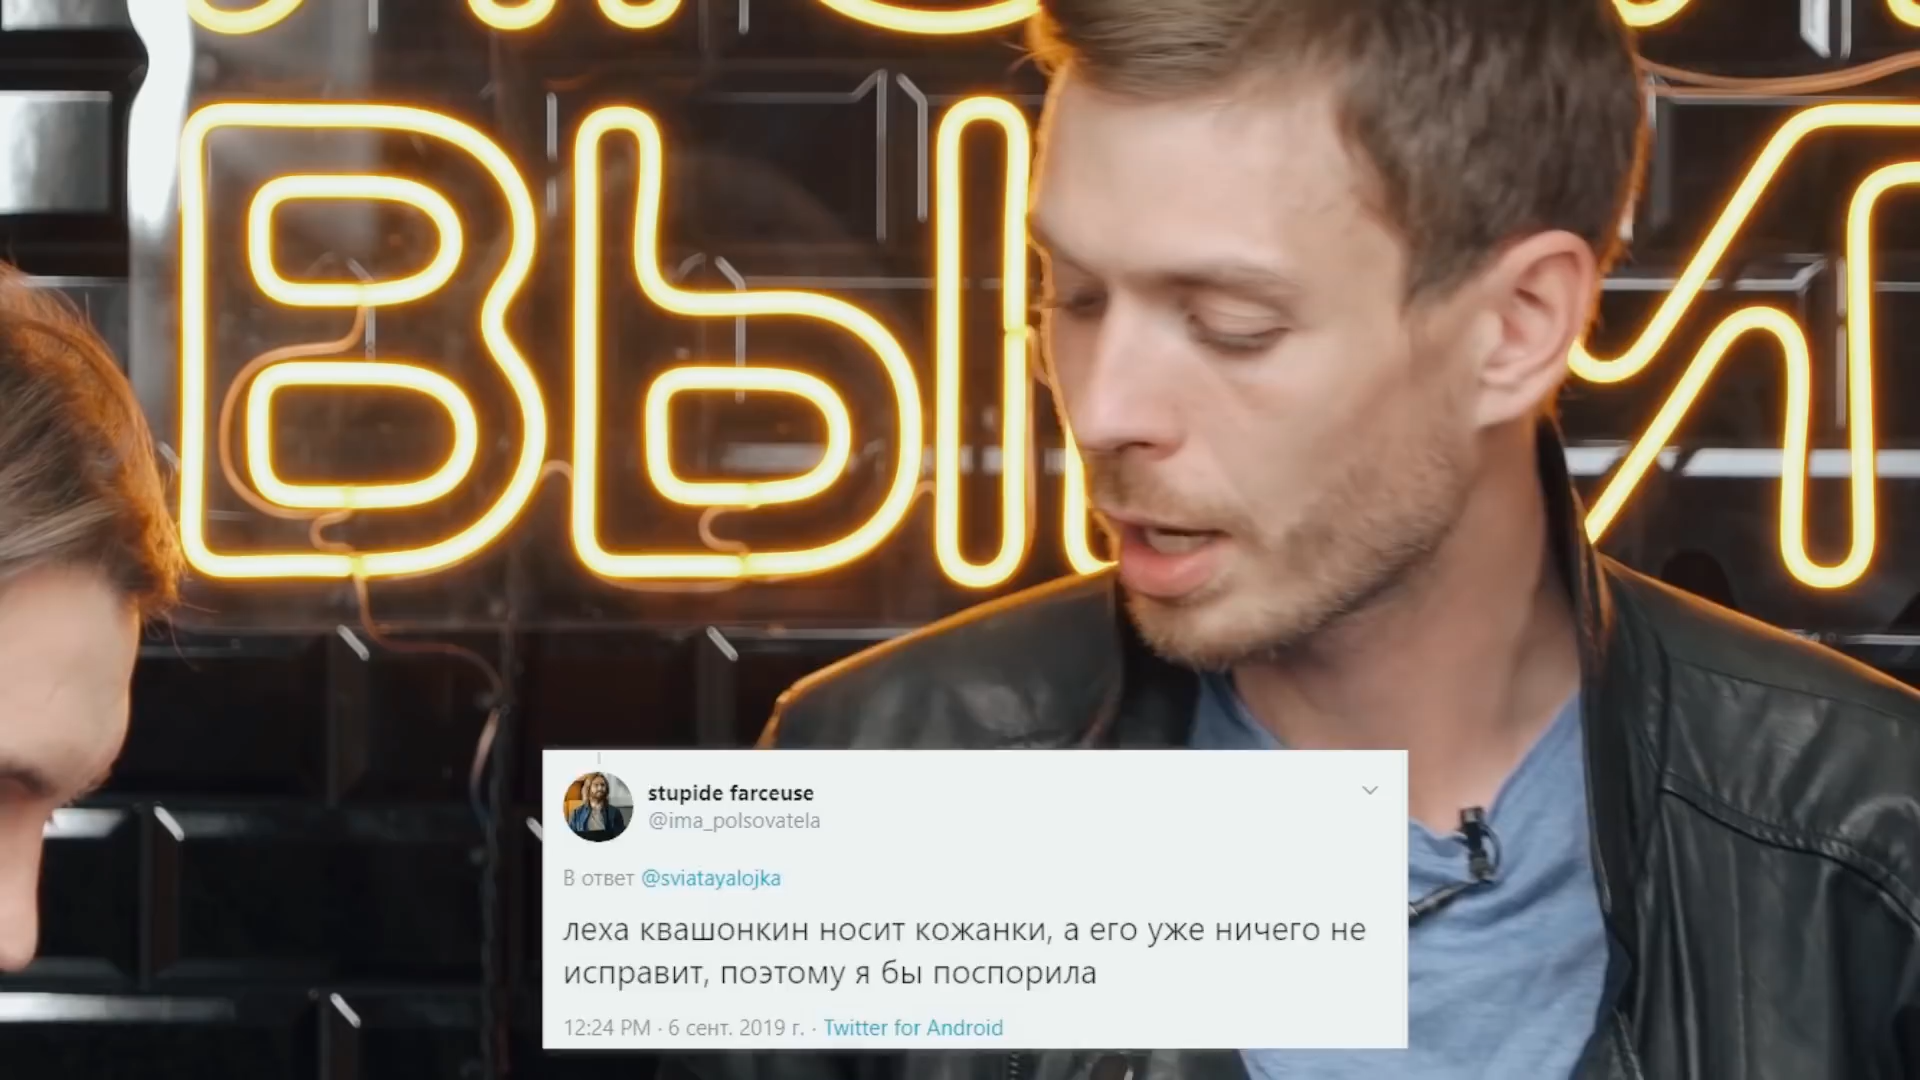 ВЫ
stupide farceuse
@ima_polsovatela
В ответ @sviatayalojka
леха квашонкин носит кожанки, а его уже ничего не
исправит, поэтому я бы поспорила
12:24 PM · 6 сент. 2019 г. · Twitter for Android